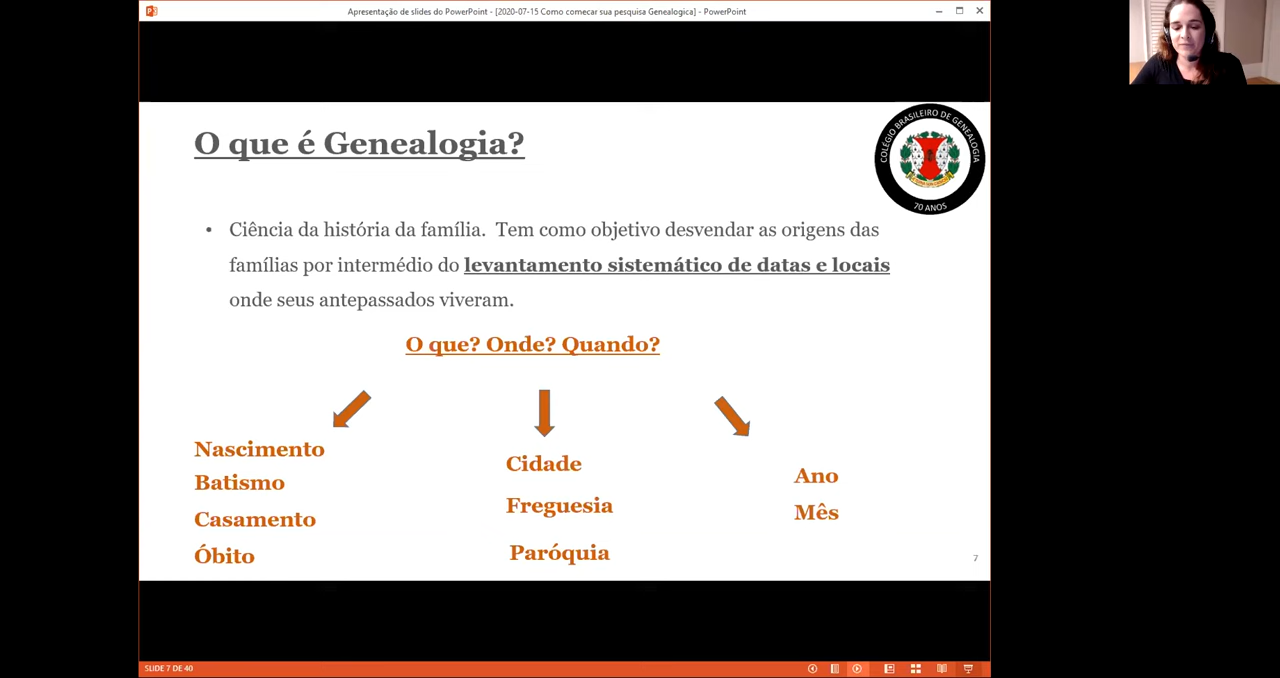 Apresentação de slides do PowerPoint - [2020-07-15 Como comecar sua pesquisa Genealogica] - PowerPoint
O que é Genealogia?
COLÉGIO BRASILEIRO DE GENEALOGIA
70 ANOS
• Ciência da história da família. Tem como objetivo desvendar as origens das
famílias por intermédio do levantamento sistemático de datas e locais
onde seus antepassados viveram.
O que? Onde? Quando?
Nascimento
Batismo
Casamento
Óbito
Cidade
Freguesia
Paróquia
Ano
Mês
7
SLIDE 7 DE 40